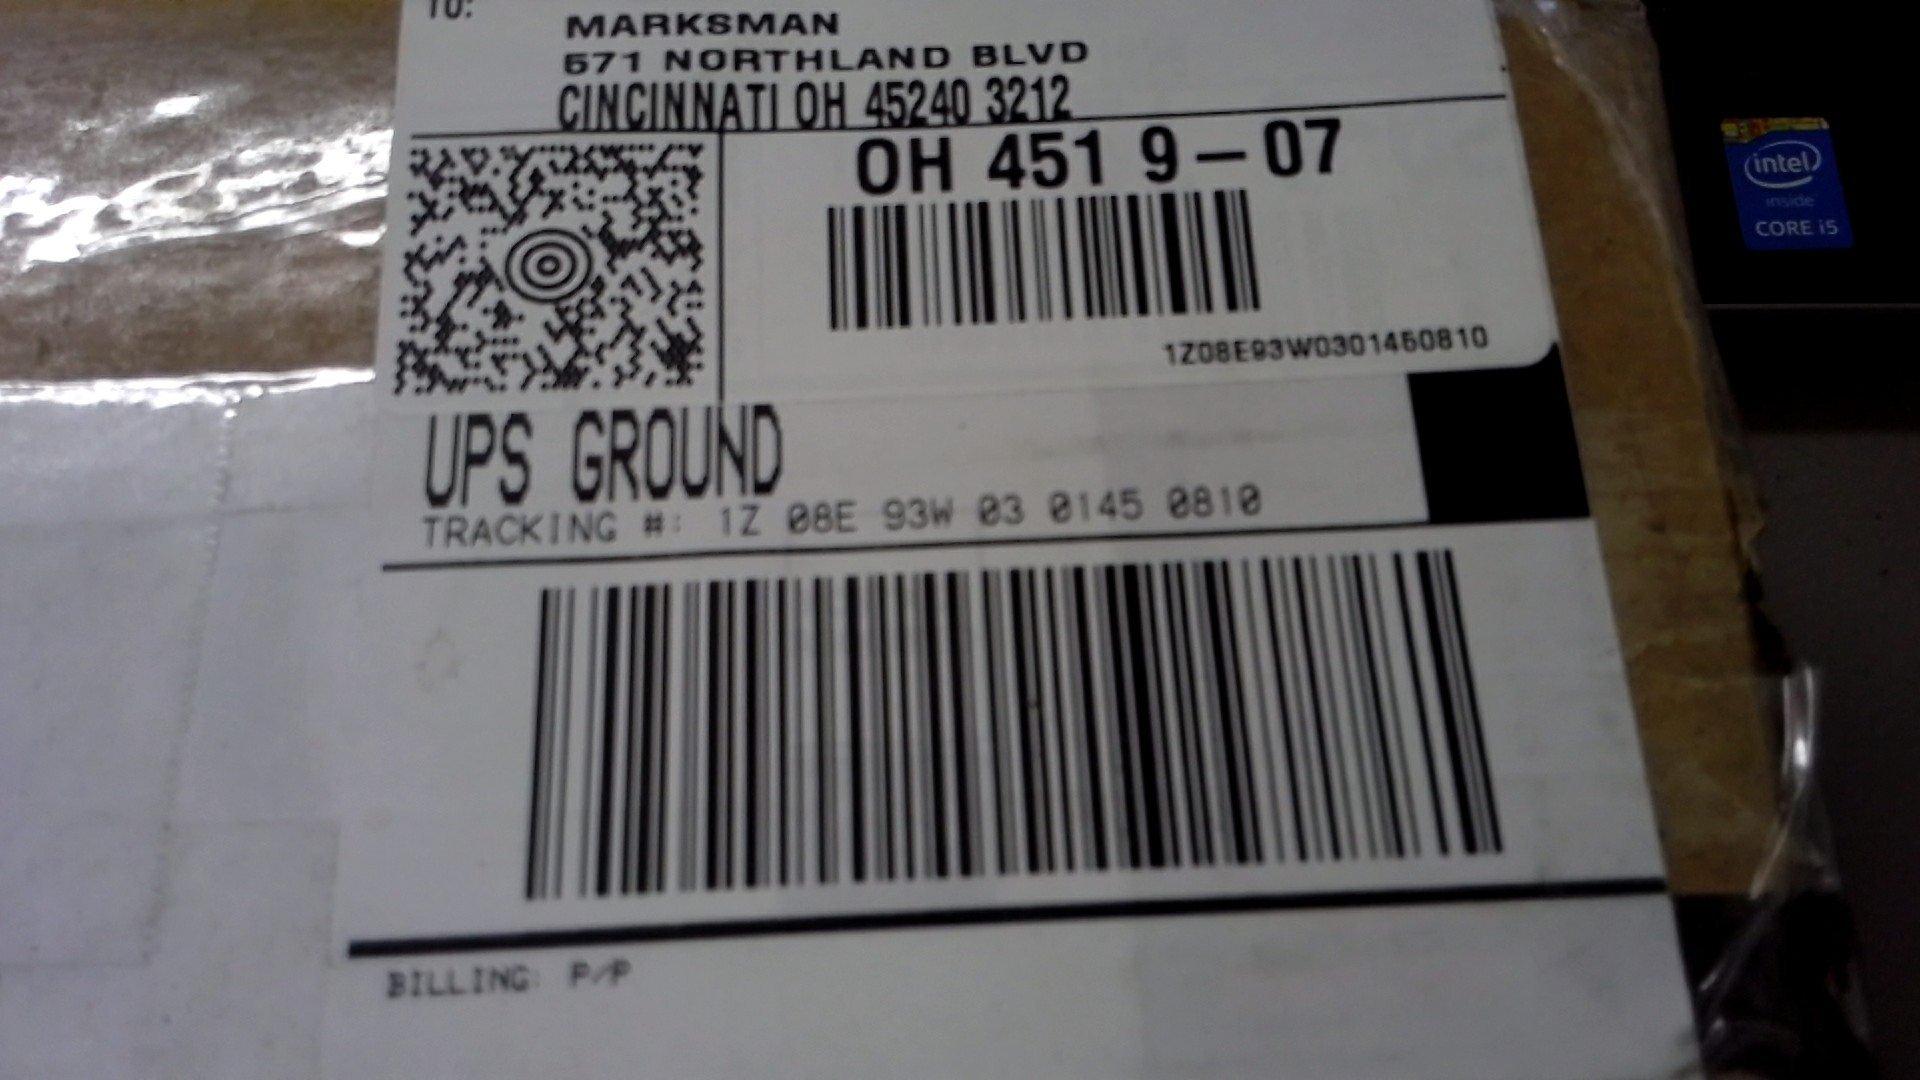 TO:
MARKSMAN
571 NORTHLAND BLVD
CINCINNATI OH 45240 3212
OH 451 9-07
1Z08E93W0301450810
UPS GROUND
TRACKING #: 1Z 08E 93W 03 0145 0810
BILLING: P/P
intel
inside
CORE i5